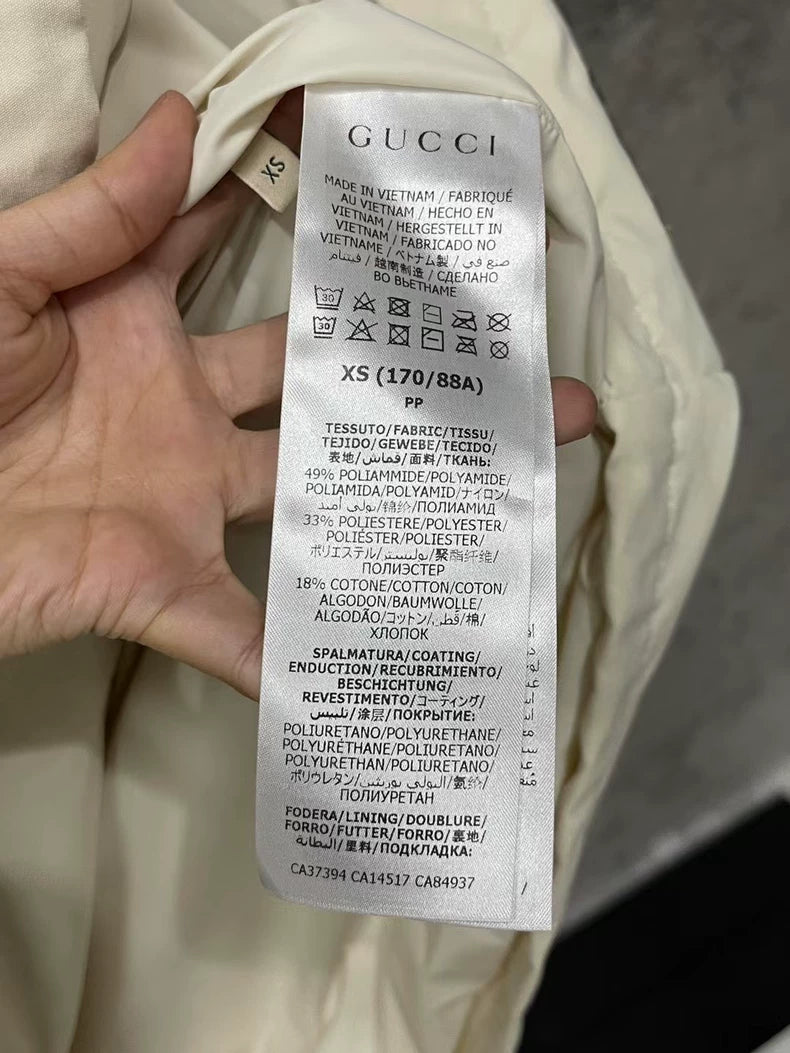 XS
GUCCI
MADE IN VIETNAM / FABRIQUÉ
AU VIETNAM / HECHO EN
VIETNAM / HERGESTELLT IN
VIETNAM / FABRICADO NO
VIETNAME / ベトナム製 / صنع في
فيتنام / 越南制造 / СДЕЛАНО
ВО ВЬЕТНАМЕ
30
30
XS (170/88A)
PP
TESSUTO/FABRIC/TISSU/
TEJIDO/GEWEBE/TECIDO/
表地/قماش/面料/ТКАНЬ:
49% POLIAMMIDE/POLYAMIDE/
POLIAMIDA/POLYAMID/ナイロン/
بولي أميد/锦纶/ПОЛИАМИД
33% POLIESTERE/POLYESTER/
POLIÉSTER/POLIESTER/
ポリエステル/بوليستر/聚酯纤维/
ПОЛИЭСТЕР
18% COTONE/COTTON/COTON/
ALGODON/BAUMWOLLE/
ALGODÃO/コットン/قطن/棉/
ХЛОПОК
SPALMATURA/COATING/
ENDUCTION/RECUBRIMIENTO/
BESCHICHTUNG/
REVESTIMENTO/コーティング/
تلبيس/涂层/ПОКРЫТИЕ:
POLIURETANO/POLYURETHANE/
POLYURÉTHANE/POLIURETANO/
POLYURETHAN/POLIURETANO/
ポリウレタン/البولي يوريثين/氨纶/
ПОЛИУРЕТАН
FODERA/LINING/DOUBLURE/
FORRO/FUTTER/FORRO/裏地/
البطانة/里料/ПОДКЛАДКА:
CA37394 CA14517 CA84937
/